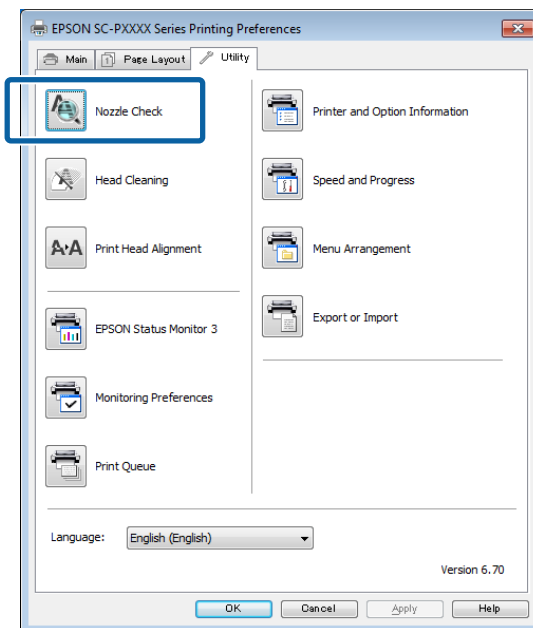 EPSON SC-PXXXX Series Printing Preferences
Main
1
Page Layout
Utility
Nozzle Check
Printer and Option Information
Head Cleaning
Speed and Progress
A A
Print Head Alignment
Menu Arrangement
EPSON Status Monitor 3
Export or Import
Monitoring Preferences
Print Queue
Language:
English (English)
Version 6.70
OK
Cancel
Apply
Help